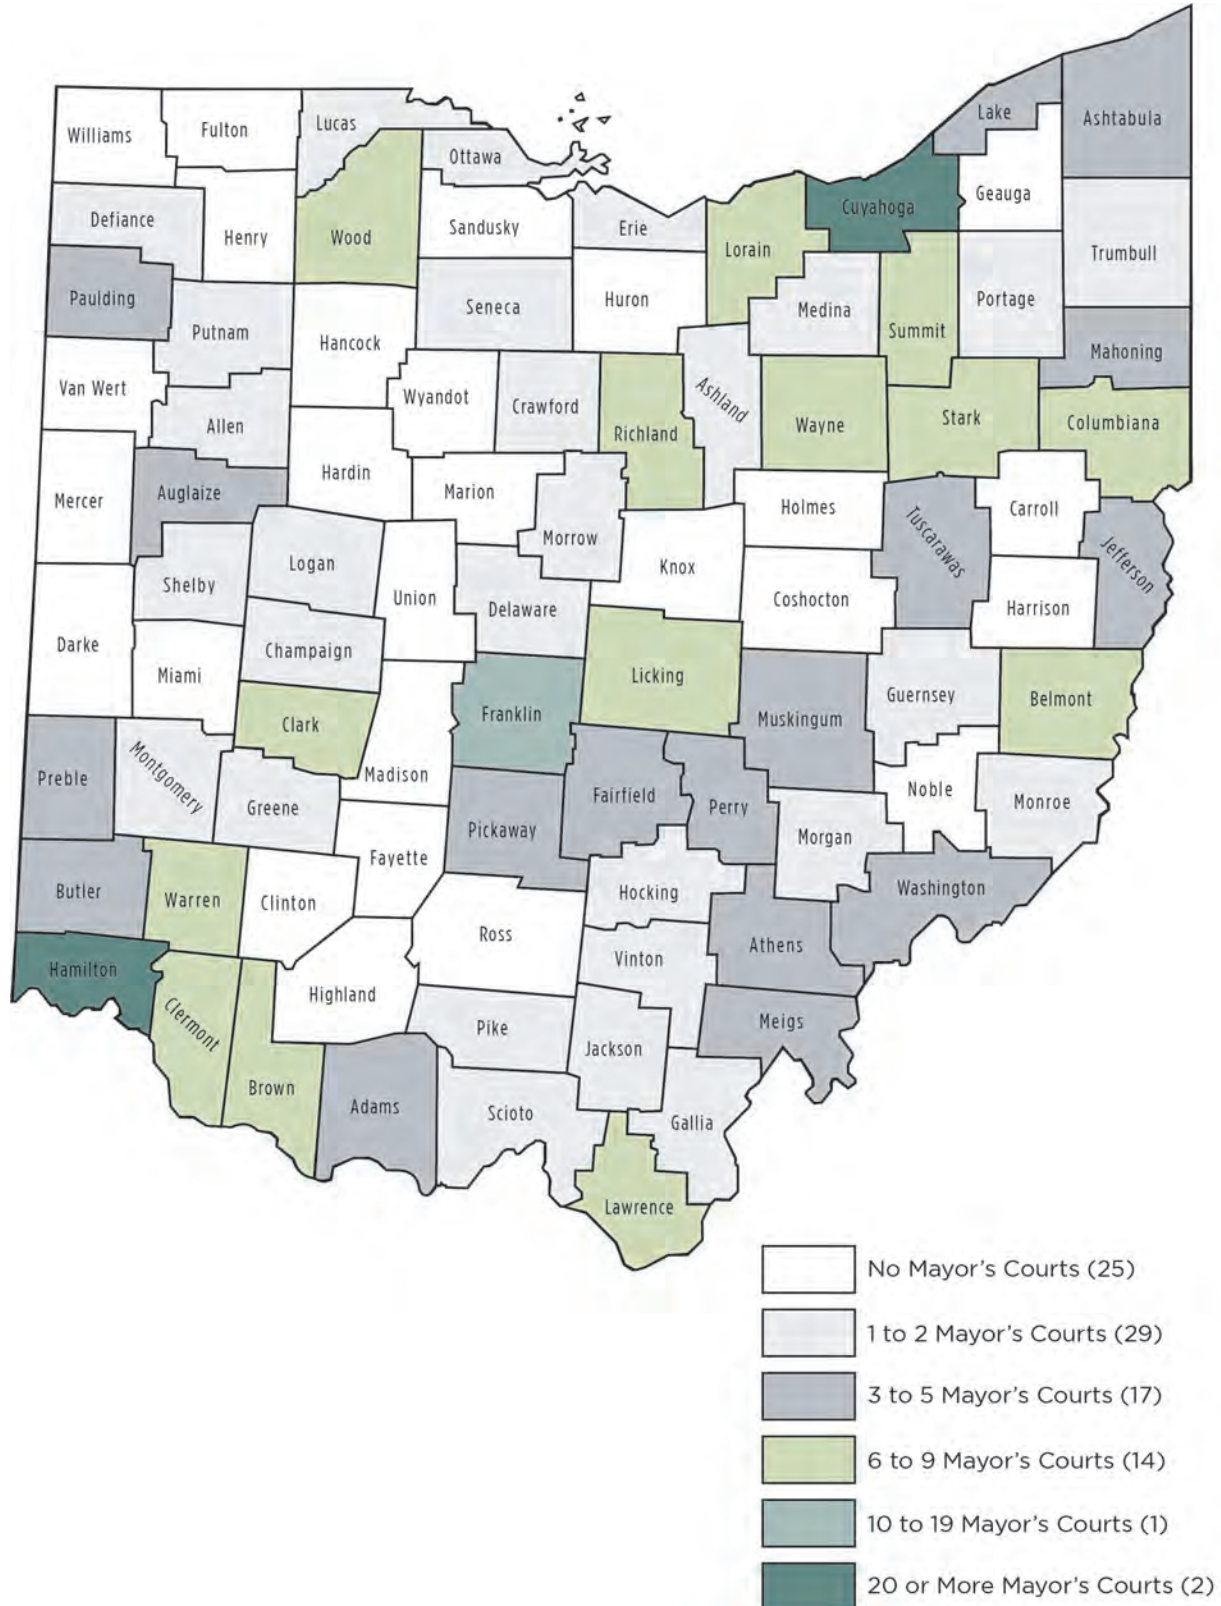 Lake
Ashtabula
Williams
Fulton
Lucas
Ottawa
Geauga
Cuyahoga
Defiance
Henry
Wood
Sandusky
Erie
Lorain
Trumbull
Paulding
Putnam
Seneca
Huron
Medina
Summit
Portage
Hancock
Mahoning
Van Wert
Allen
Wyandot
Crawford
Richland
Ashland
Wayne
Stark
Columbiana
Mercer
Auglaize
Hardin
Marion
Morrow
Holmes
Tuscarawas
Carroll
Jefferson
Shelby
Logan
Union
Delaware
Knox
Coshocton
Harrison
Darke
Miami
Champaign
Clark
Franklin
Licking
Muskingum
Guernsey
Belmont
Preble
Montgomery
Greene
Madison
Pickaway
Fairfield
Perry
Morgan
Noble
Monroe
Butler
Warren
Clinton
Fayette
Ross
Hocking
Washington
Hamilton
Highland
Vinton
Athens
Clermont
Brown
Adams
Pike
Jackson
Meigs
Scioto
Gallia
Lawrence
No Mayor's Courts (25)
1 to 2 Mayor's Courts (29)
3 to 5 Mayor's Courts (17)
6 to 9 Mayor's Courts (14)
10 to 19 Mayor's Courts (1)
20 or More Mayor's Courts (2)